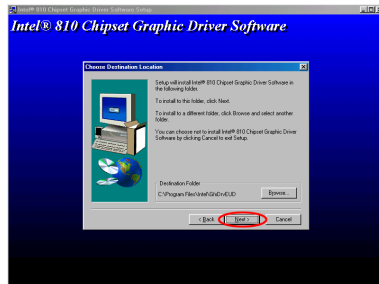 Intel® 810 Chipset Graphic Driver Software Setup
Intel® 810 Chipset Graphic Driver Software
Choose Destination Location
Setup will install Intel® 810 Chipset Graphic Driver Software in
the following folder.
To install to this folder, click Next.
To install to a different folder, click Browse and select another
folder.
You can choose not to install Intel® 810 Chipset Graphic Driver
Software by clicking Cancel to exit Setup.
Destination Folder
Browse...
< Back
Next >
Cancel